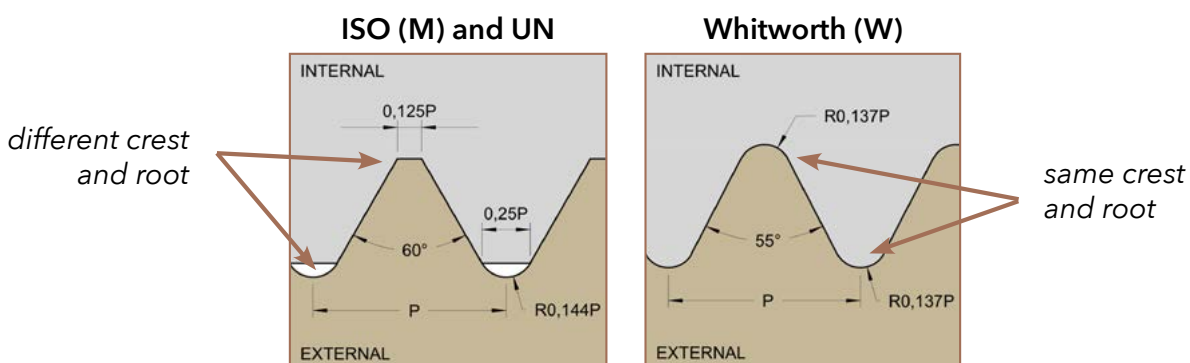 ISO (M) and UN
Whitworth (W)
different crest
and root
INTERNAL
0,125P
0,25P
60°
P
R0,144P
EXTERNAL
INTERNAL
R0,137P
55°
P
R0,137P
EXTERNAL
same crest
and root